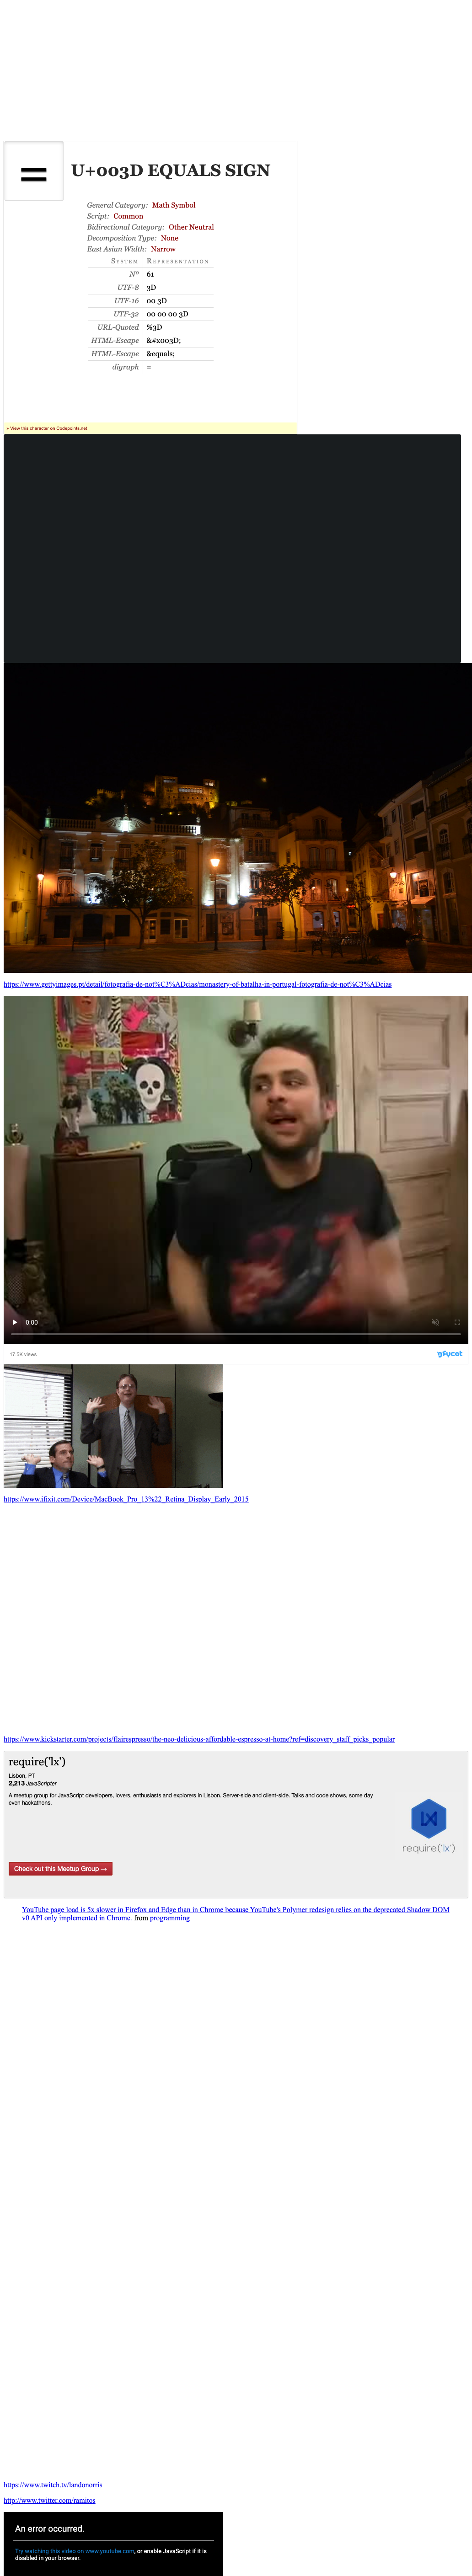 =
U+003D EQUALS SIGN
General Category: Math Symbol
Script: Common
Bidirectional Category: Other Neutral
Decomposition Type: None
East Asian Width: Narrow
System Representation
Nº 61
UTF-8 3D
UTF-16 00 3D
UTF-32 00 00 00 3D
URL-Quoted %3D
HTML-Escape &#x003D;
HTML-Escape &equals;
digraph =
» View this character on Codepoints.net
https://www.gettyimages.pt/detail/fotografia-de-not%C3%ADcias/monastery-of-batalha-in-portugal-fotografia-de-not%C3%ADcias
0:00
17.5K views
gfycat
https://www.ifixit.com/Device/MacBook_Pro_13%22_Retina_Display_Early_2015
https://www.kickstarter.com/projects/flairespresso/the-neo-delicious-affordable-espresso-at-home?ref=discovery_staff_picks_popular
require('lx')
Lisbon, PT
2,213 JavaScripter
A meetup group for JavaScript developers, lovers, enthusiasts and explorers in Lisbon. Server-side and client-side. Talks and code shows, some day
even hackathons.
require('lx')
Check out this Meetup Group →
YouTube page load is 5x slower in Firefox and Edge than in Chrome because YouTube's Polymer redesign relies on the deprecated Shadow DOM
v0 API only implemented in Chrome. from programming
https://www.twitch.tv/landonorris
http://www.twitter.com/ramitos
An error occurred.
Try watching this video on www.youtube.com, or enable JavaScript if it is
disabled in your browser.